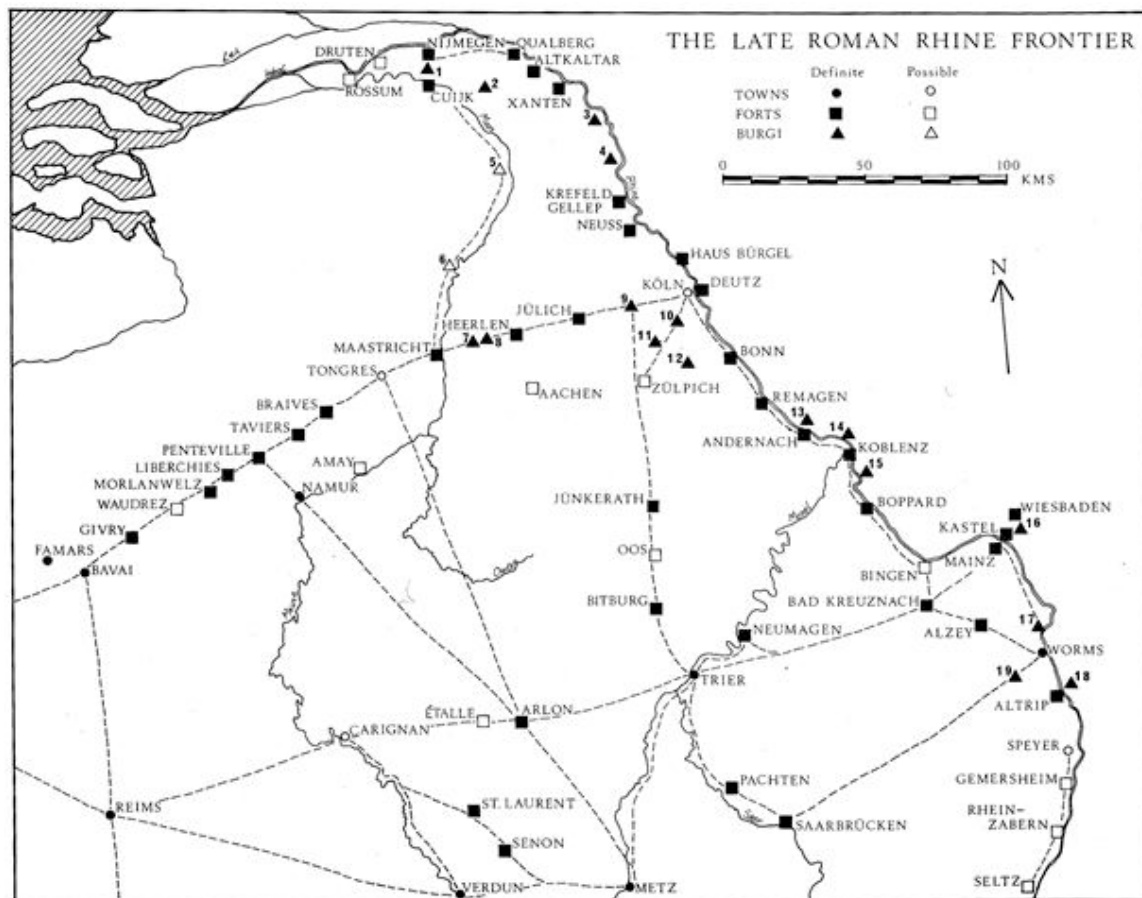 THE LATE ROMAN RHINE FRONTIER
Definite Possible
TOWNS
FORTS
BURGI
0 50 100
KMS
N
DRUTEN
NIJMEGEN
QUALBERG
ALTKALTAR
1
2
ROSSUM
CUIJK
XANTEN
3
4
5
KREFELD
GELLEP
NEUSS
6
HAUS BÜRGEL
KÖLN
DEUTZ
9
JÜLICH
10
HEERLEN
7
8
11
MAASTRICHT
12
BONN
TONGRES
ZÜLPICH
AACHEN
REMAGEN
BRAIVES
13
14
TAVIERS
ANDERNACH
KOBLENZ
PENTEVILLE
LIBERCHIES
AMAY
15
MORLANWELZ
NAMUR
WAUDREZ
JÜNKERATH
BOPPARD
WIESBADEN
GIVRY
KASTEL
16
FAMARS
MAINZ
OOS
BAVAI
BINGEN
BITBURG
BAD KREUZNACH
NEUMAGEN
ALZEY
17
WORMS
TRIER
19
18
ALTRIP
ÉTALLE
ARLON
CARIGNAN
SPEYER
PACHTEN
GEMERSHEIM
REIMS
ST. LAURENT
SAARBRÜCKEN
RHEIN-
ZABERN
SENON
VERDUN
METZ
SELTZ